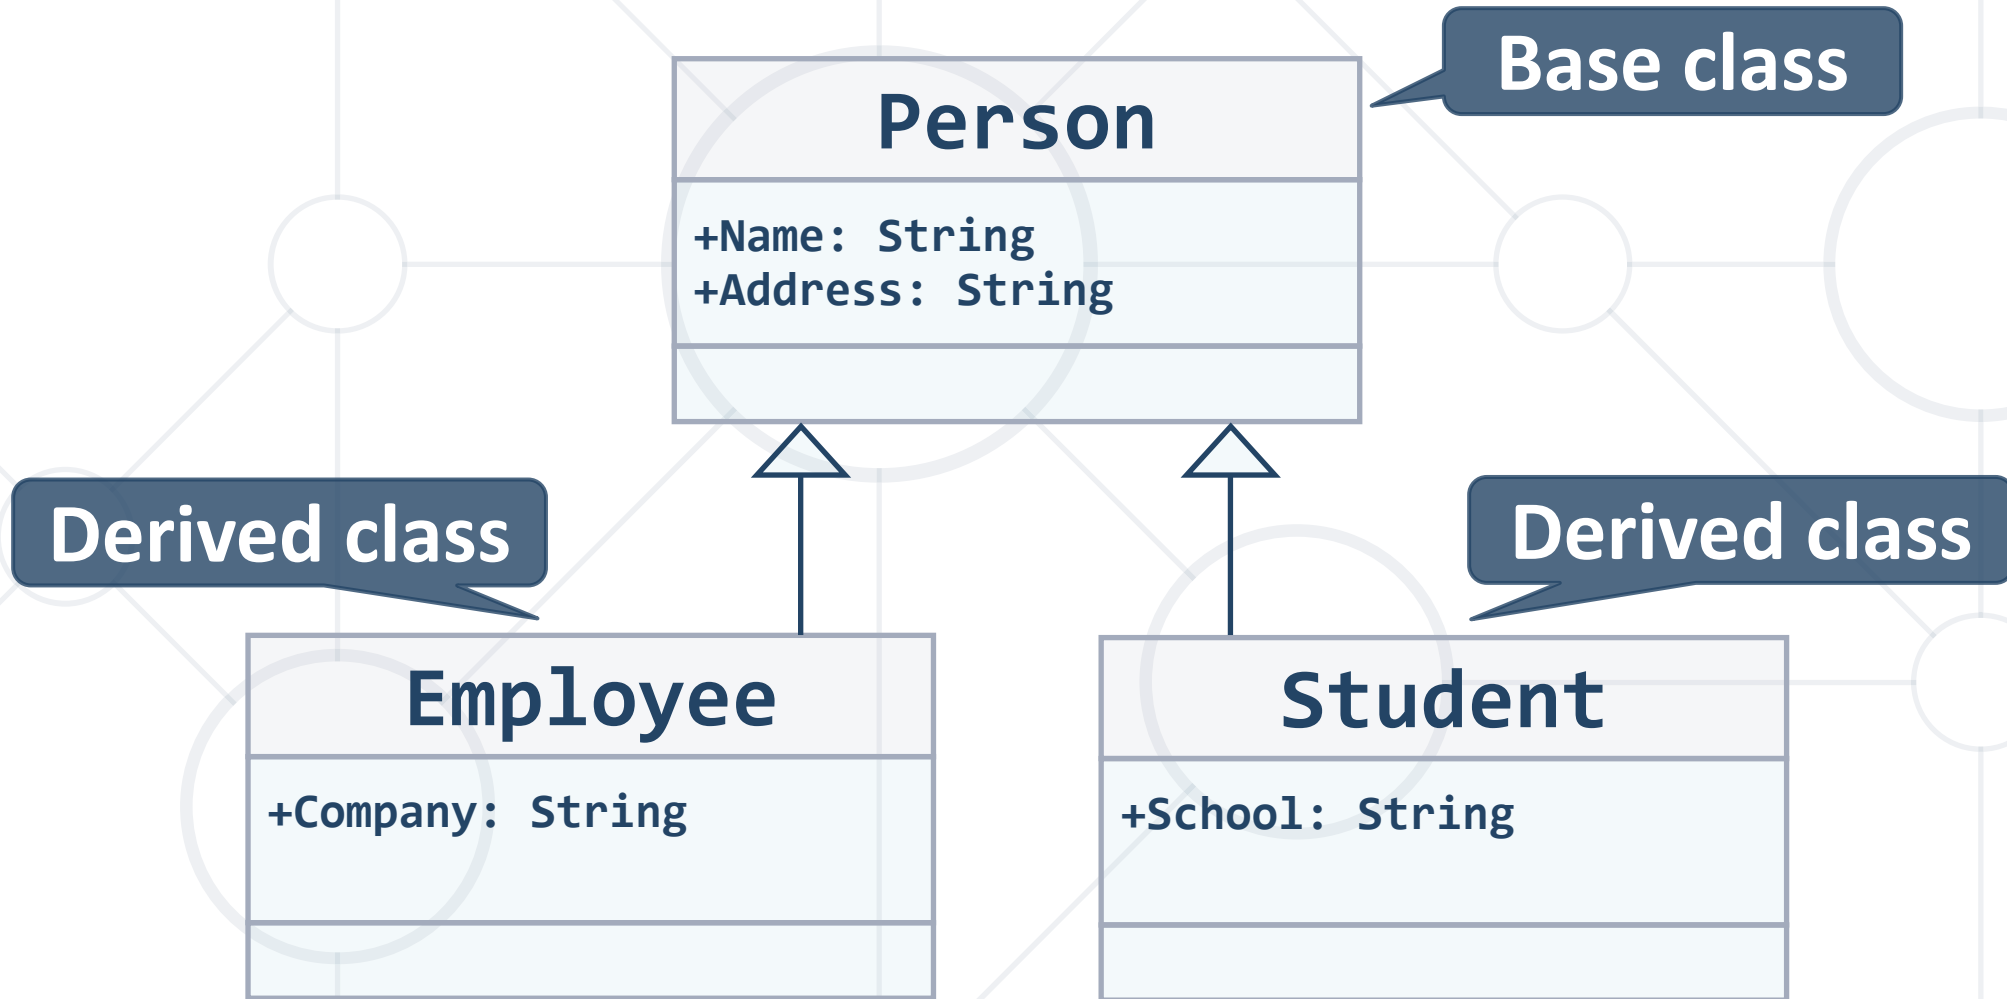 Base class
Person
+Name: String
+Address: String
Derived class
Derived class
Employee
+Company: String
Student
+School: String